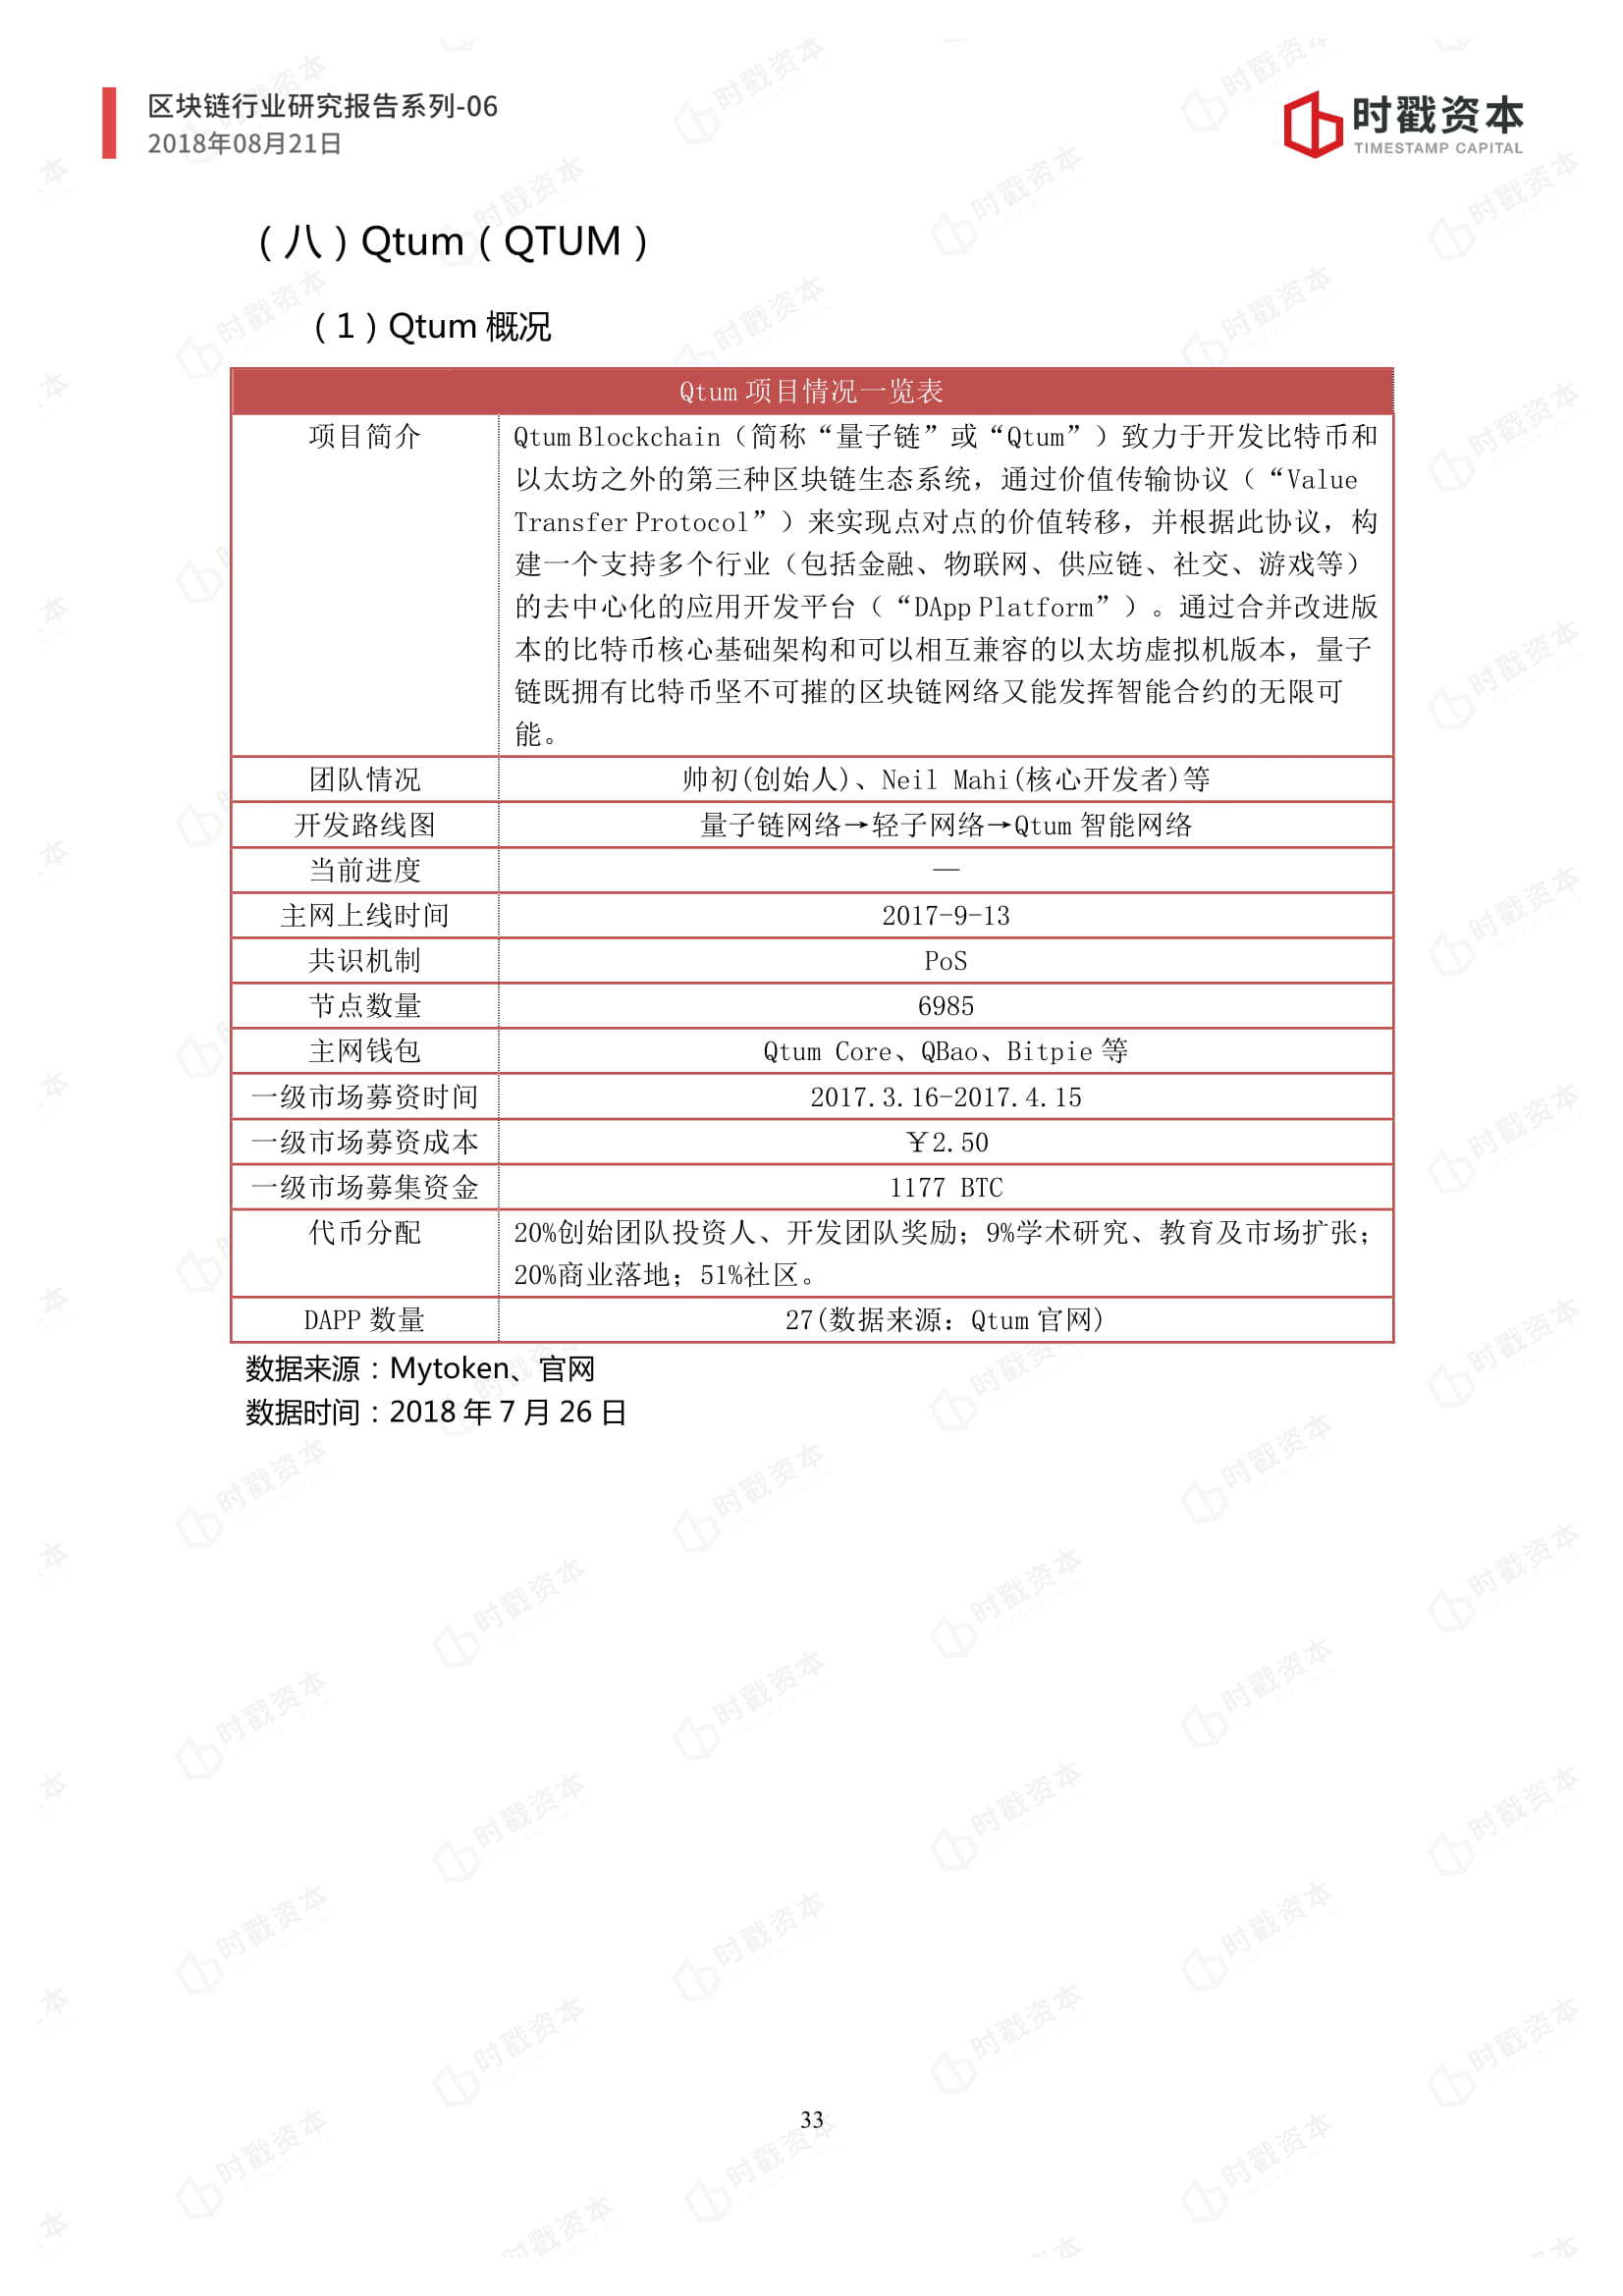 区块链行业研究报告系列-06
2018年08月21日
时戳资本
TIMESTAMP CAPITAL
（八）Qtum（QTUM）
（1）Qtum 概况
Qtum 项目情况一览表
项目简介
Qtum Blockchain（简称“量子链”或“Qtum”）致力于开发比特币和
以太坊之外的第三种区块链生态系统，通过价值传输协议（“Value
Transfer Protocol”）来实现点对点的价值转移，并根据此协议，构
建一个支持多个行业（包括金融、物联网、供应链、社交、游戏等）
的去中心化的应用开发平台（“DApp Platform”）。通过合并改进版
本的比特币核心基础架构和可以相互兼容的以太坊虚拟机版本，量子
链既拥有比特币坚不可摧的区块链网络又能发挥智能合约的无限可
能。
团队情况 帅初(创始人)、Neil Mahi(核心开发者)等
开发路线图 量子链网络→轻子网络→Qtum 智能网络
当前进度 —
主网上线时间 2017-9-13
共识机制 PoS
节点数量 6985
主网钱包 Qtum Core、QBao、Bitpie 等
一级市场募资时间 2017.3.16-2017.4.15
一级市场募资成本 ￥2.50
一级市场募集资金 1177 BTC
代币分配 20%创始团队投资人、开发团队奖励；9%学术研究、教育及市场扩张；
20%商业落地；51%社区。
DAPP 数量 27(数据来源：Qtum 官网)
数据来源：Mytoken、官网
数据时间：2018 年 7 月 26 日
33